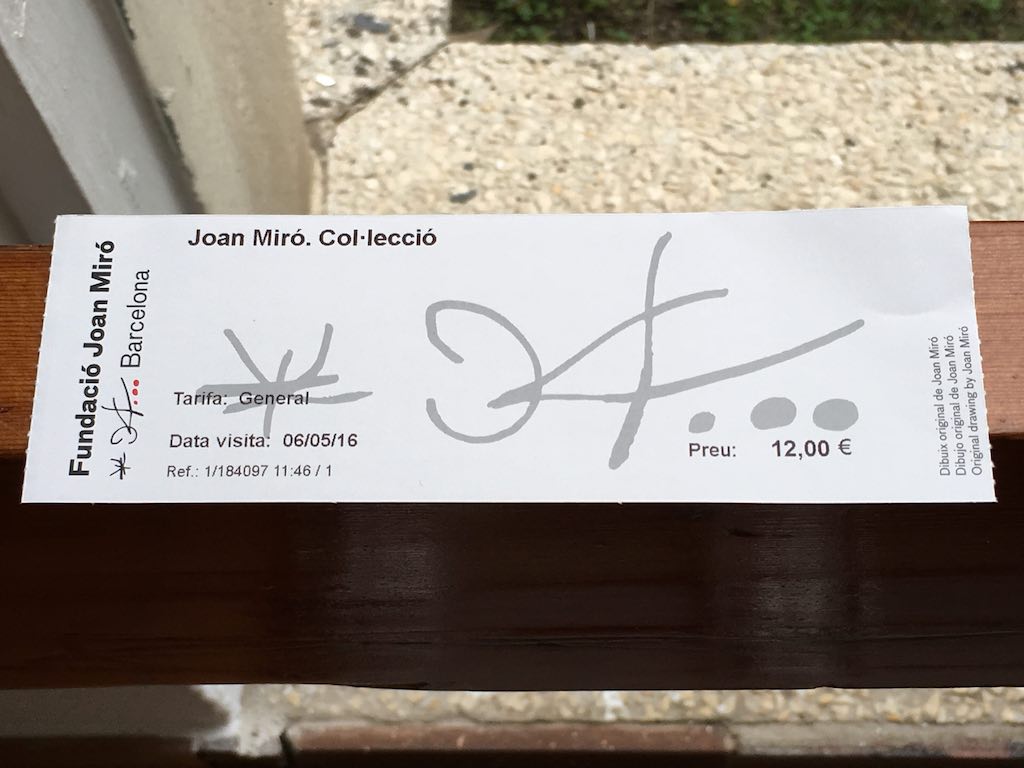 Fundació Joan Miró
Barcelona
Joan Miró. Col·lecció
Tarifa: General
Data visita: 06/05/16
Ref.: 1/184097 11:46 / 1
Preu: 12,00 €
Dibuix original de Joan Miró
Dibujo original de Joan Miró
Original drawing by Joan Miró